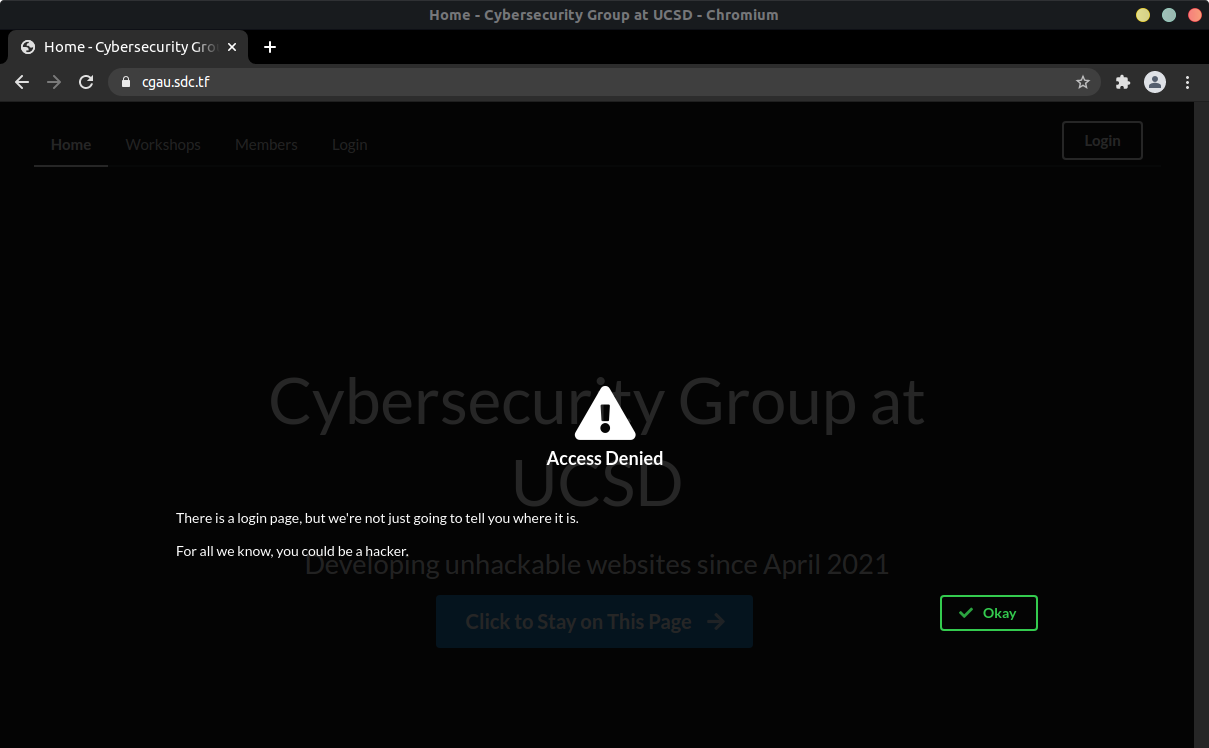 Home - Cybersecurity Group at UCSD - Chromium
Home - Cybersecurity Gro
cgau.sdc.tf
Home Workshops Members Login
Login
Cybersecurity Group at
UCSD
Access Denied
There is a login page, but we're not just going to tell you where it is.
For all we know, you could be a hacker.
Developing unhackable websites since April 2021
Click to Stay on This Page
Okay